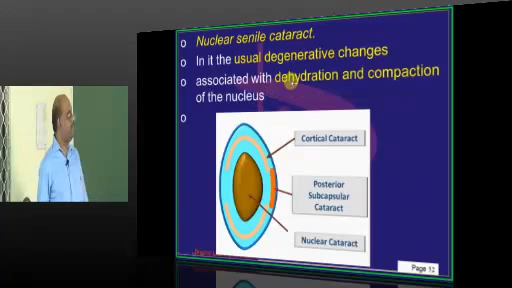 Nuclear senile cataract.
In it the usual degenerative changes
associated with dehydration and compaction
of the nucleus
Cortical Cataract
Posterior
Subcapsular
Cataract
Nuclear Cataract
Page 12